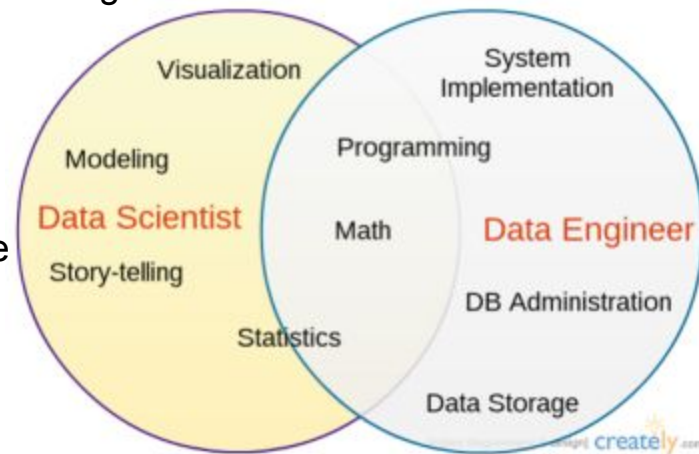 Visualization
System
Implementation
Programming
Modeling
Data Scientist
Math
Data Engineer
e
Story-telling
DB Administration
Statistics
Data Storage
creately